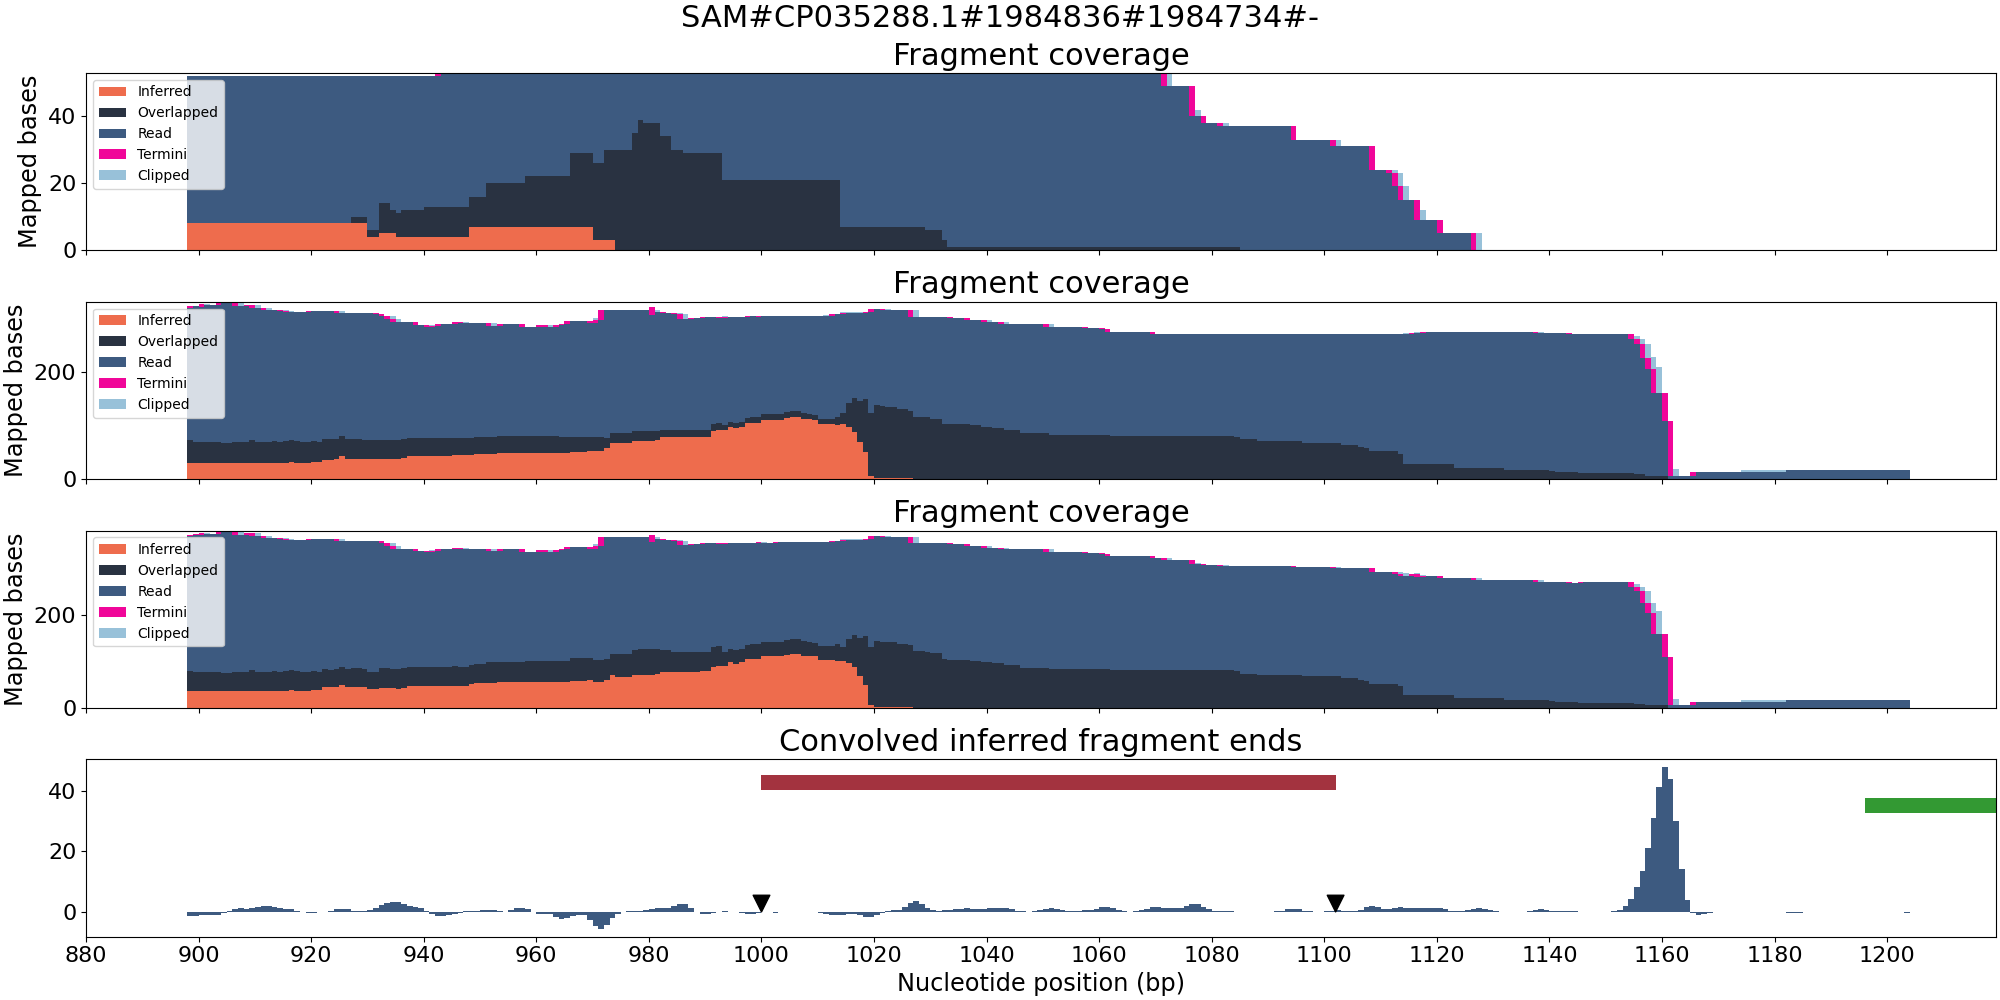 SAM#CP035288.1#1984836#1984734#-
Fragment coverage
Mapped bases
40
20
0
Inferred
Overlapped
Read
Termini
Clipped
Fragment coverage
Mapped bases
200
0
Inferred
Overlapped
Read
Termini
Clipped
Fragment coverage
Mapped bases
200
0
Inferred
Overlapped
Read
Termini
Clipped
Convolved inferred fragment ends
40
20
0
880 900 920 940 960 980 1000 1020 1040 1060 1080 1100 1120 1140 1160 1180 1200
Nucleotide position (bp)